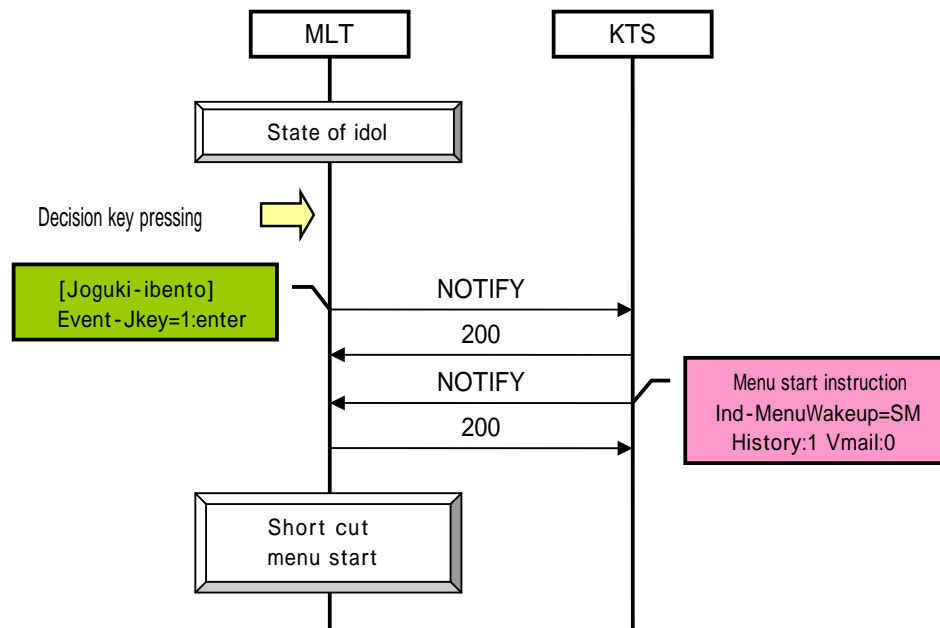 MLT
KTS
State of idol
Decision key pressing
[Joguki-ibento]
Event-Jkey=1:enter
NOTIFY
200
NOTIFY
200
Menu start instruction
Ind-MenuWakeup=SM
History:1 Vmail:0
Short cut
menu start